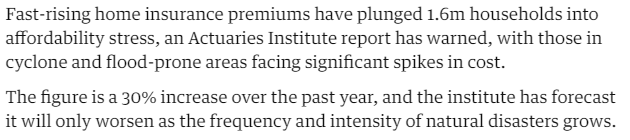 Fast-rising home insurance premiums have plunged 1.6m households into
affordability stress, an Actuaries Institute report has warned, with those in
cyclone and flood-prone areas facing significant spikes in cost.
The figure is a 30% increase over the past year, and the institute has forecast
it will only worsen as the frequency and intensity of natural disasters grows.